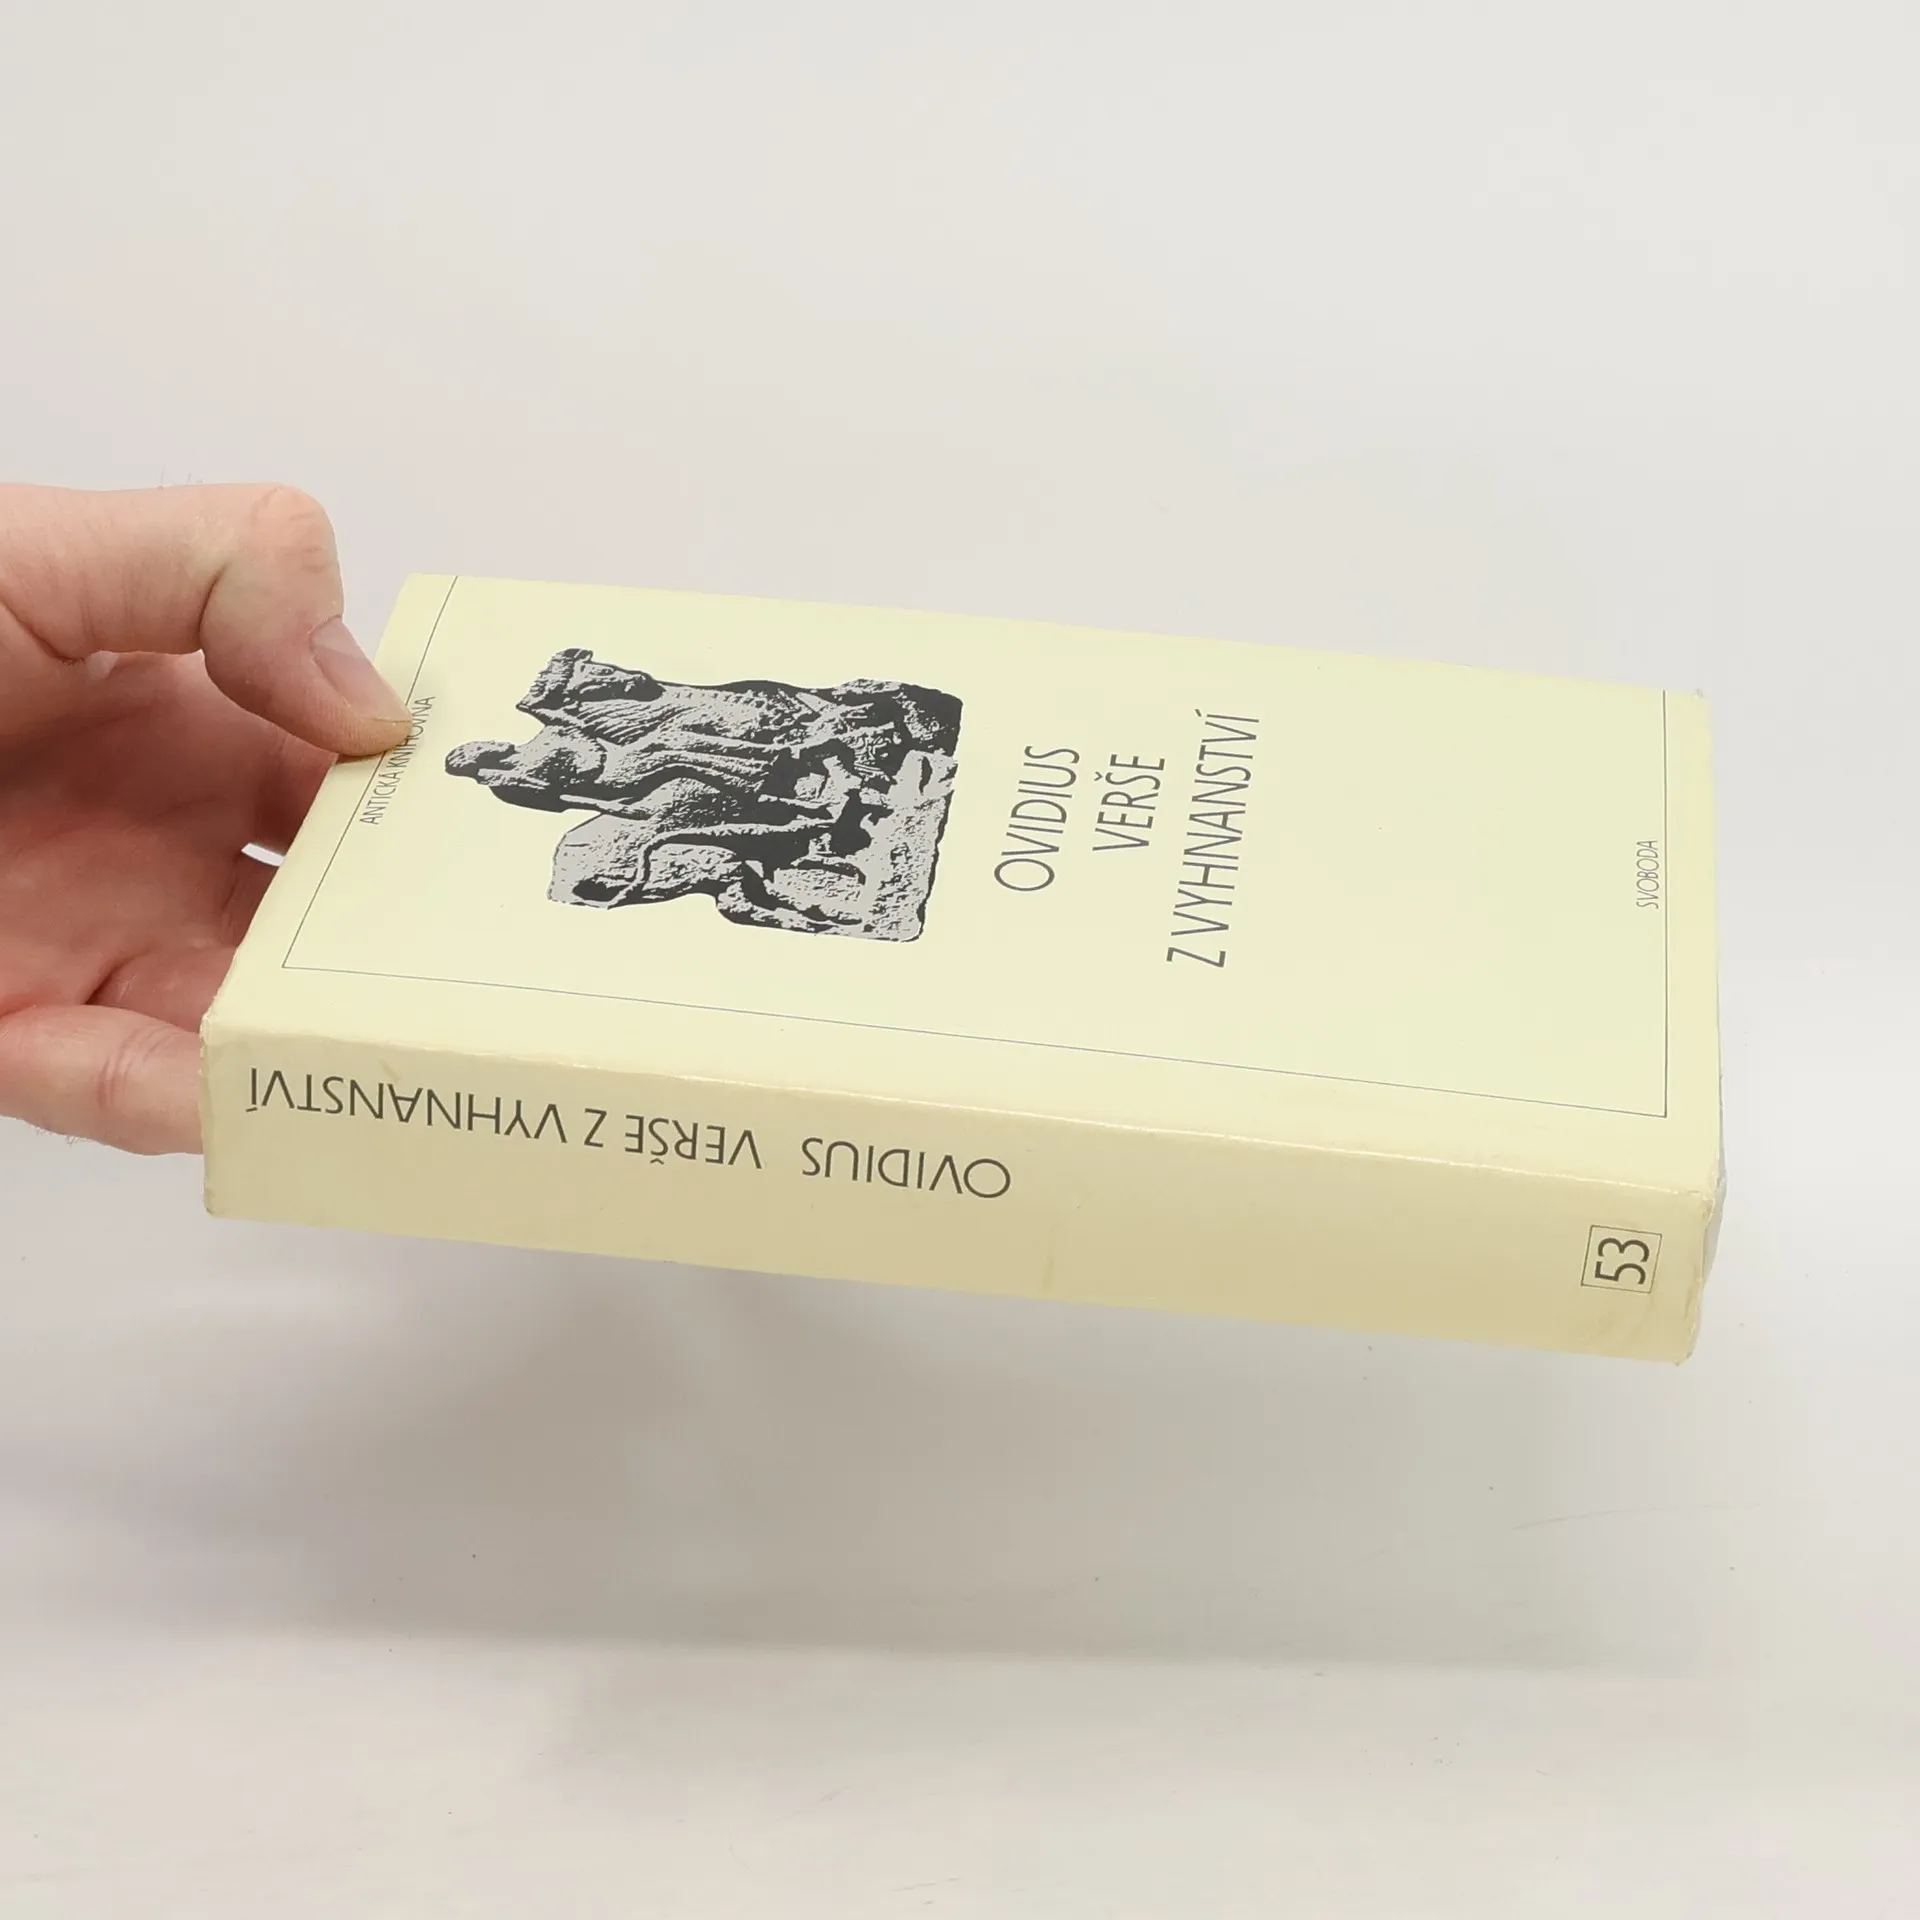 ANTICKÁ KNIHOVNA
OVIDIUS
VERŠE
Z VYHNANSTVÍ
SVOBODA
OVIDIUS VERŠE Z VYHNANSTVÍ
53